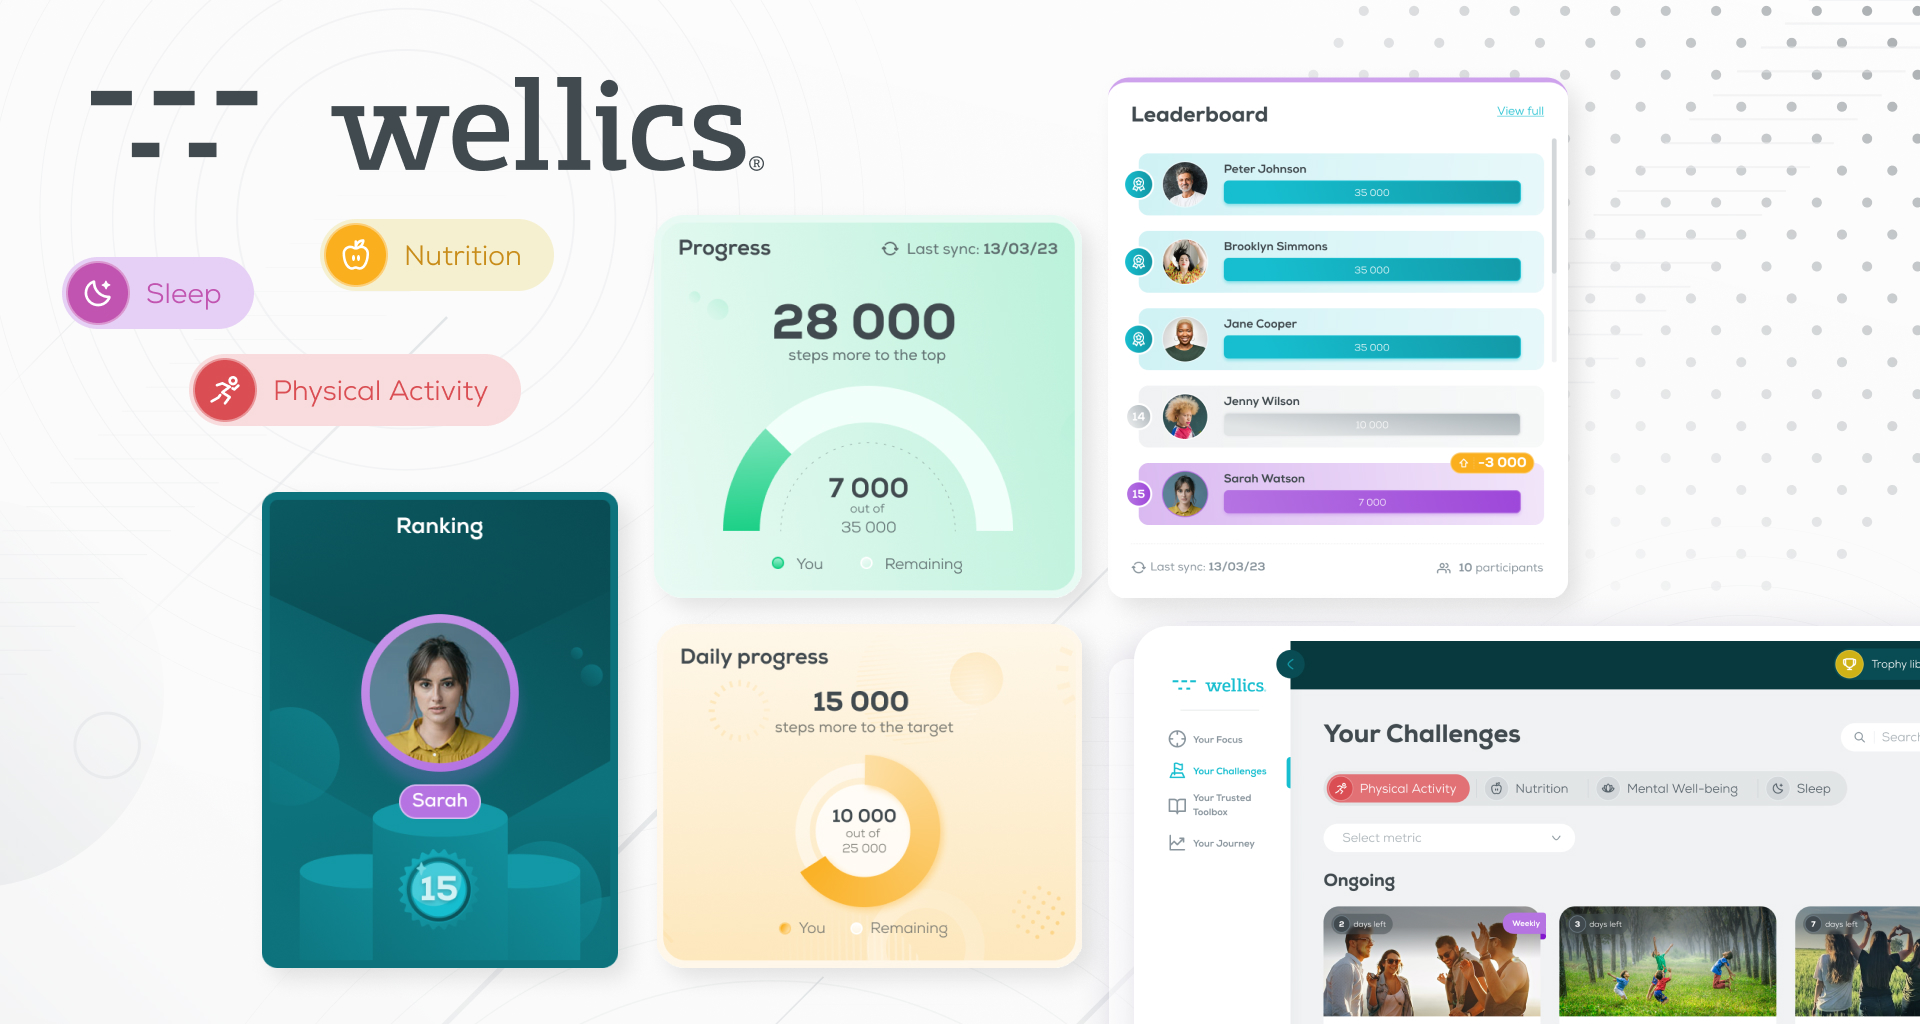 wellics®
Nutrition
Sleep
Physical Activity
Ranking
Sarah
15
Progress
Last sync: 13/03/23
28 000
steps more to the top
7 000
out of
35 000
You
Remaining
Daily progress
15 000
steps more to the target
10 000
out of
25 000
You
Remaining
Leaderboard
View full
Peter Johnson
35 000
Brooklyn Simmons
35 000
Jane Cooper
35 000
14
Jenny Wilson
10 000
-3 000
15
Sarah Watson
7 000
Last sync: 13/03/23
10 participants
wellics
Your Focus
Your Challenges
Your Trusted
Toolbox
Your Journey
Trophy lib
Your Challenges
Search
Physical Activity
Nutrition
Mental Well-being
Sleep
Select metric
Ongoing
2 days left
Weekly
3 days left
7 days left